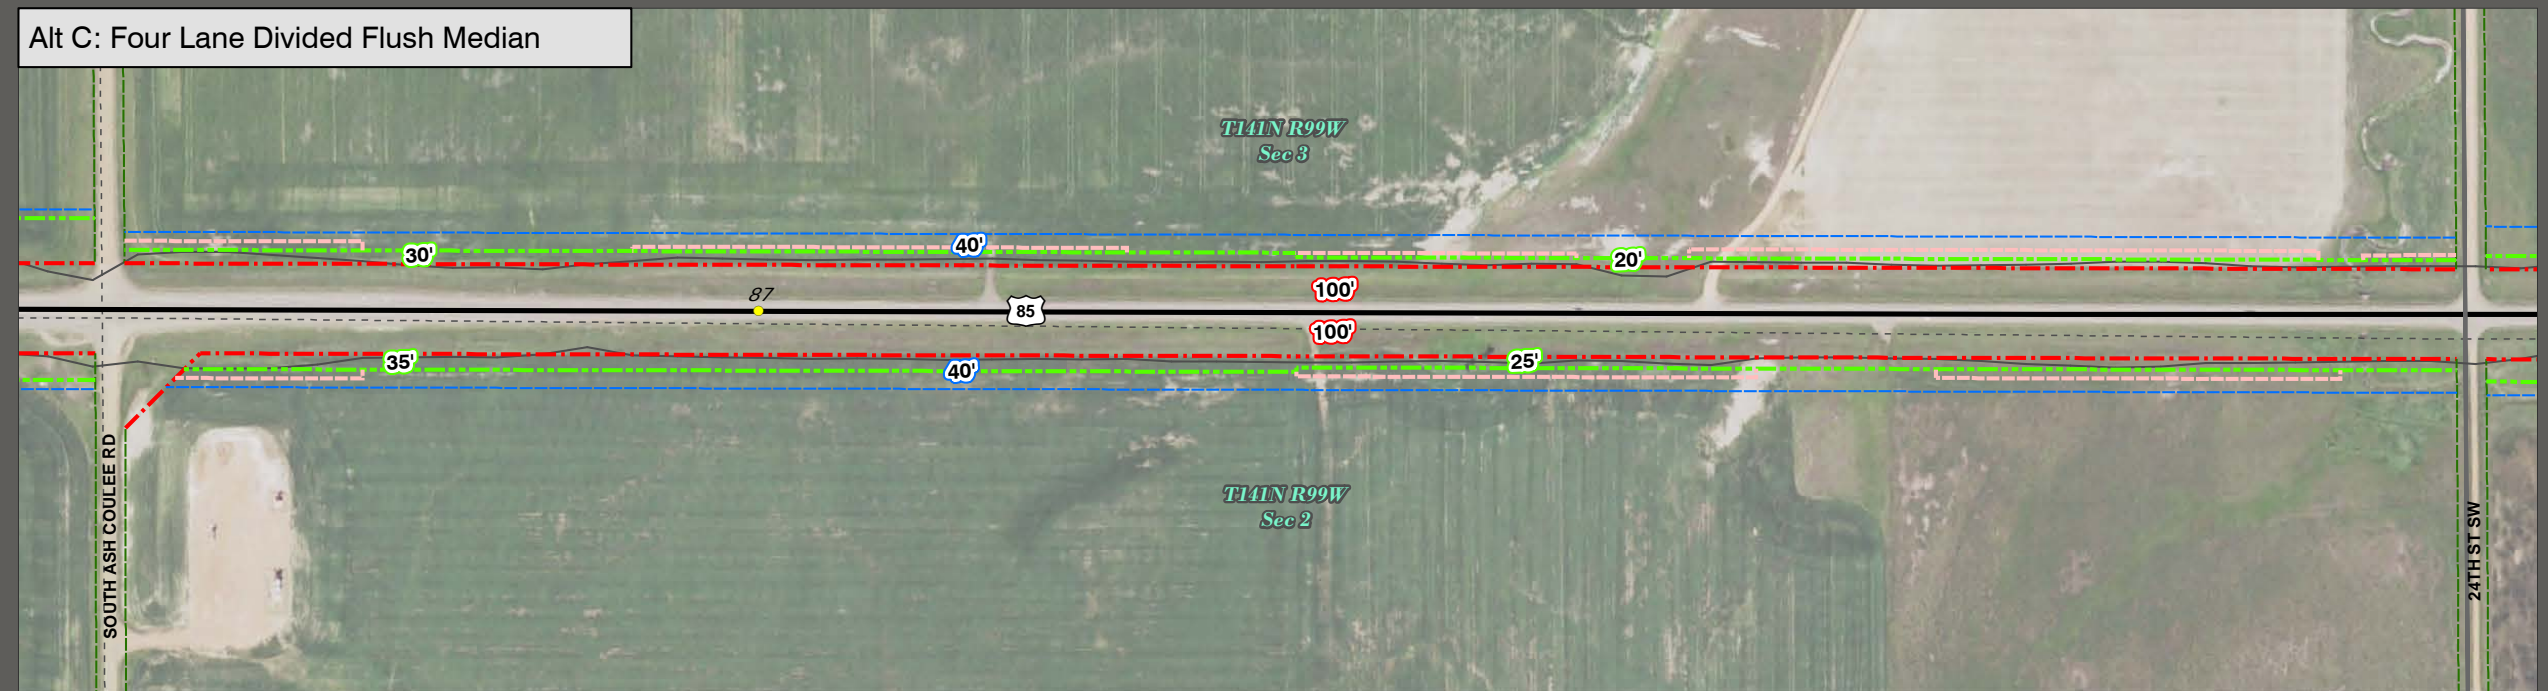 Alt C: Four Lane Divided Flush Median
T141N R99W
Sec 3
30'
40'
20'
100'
87
85
100'
35'
40'
25'
SOUTH ASH COULEE RD
T141N R99W
Sec 2
24TH ST SW